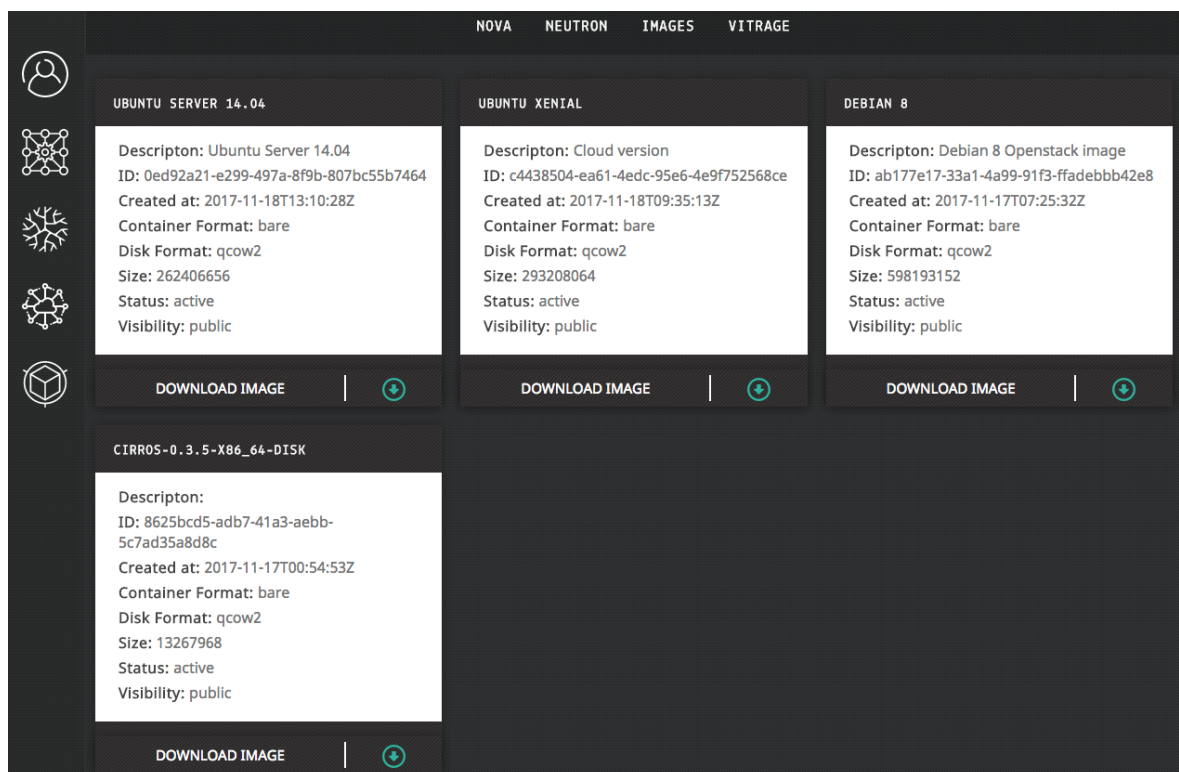 NOVA NEUTRON IMAGES VITRAGE
UBUNTU SERVER 14.04
Descripton: Ubuntu Server 14.04
ID: 0ed92a21-e299-497a-8f9b-807bc55b7464
Created at: 2017-11-18T13:10:28Z
Container Format: bare
Disk Format: qcow2
Size: 262406656
Status: active
Visibility: public
DOWNLOAD IMAGE
UBUNTU XENIAL
Descripton: Cloud version
ID: c4438504-ea61-4edc-95e6-4e9f752568ce
Created at: 2017-11-18T09:35:13Z
Container Format: bare
Disk Format: qcow2
Size: 293208064
Status: active
Visibility: public
DOWNLOAD IMAGE
DEBIAN 8
Descripton: Debian 8 Openstack image
ID: ab177e17-33a1-4a99-91f3-ffadebbb42e8
Created at: 2017-11-17T07:25:32Z
Container Format: bare
Disk Format: qcow2
Size: 598193152
Status: active
Visibility: public
DOWNLOAD IMAGE
CIRROS-0.3.5-X86_64-DISK
Descripton:
ID: 8625bcd5-adb7-41a3-aebb-
5c7ad35a8d8c
Created at: 2017-11-17T00:54:53Z
Container Format: bare
Disk Format: qcow2
Size: 13267968
Status: active
Visibility: public
DOWNLOAD IMAGE